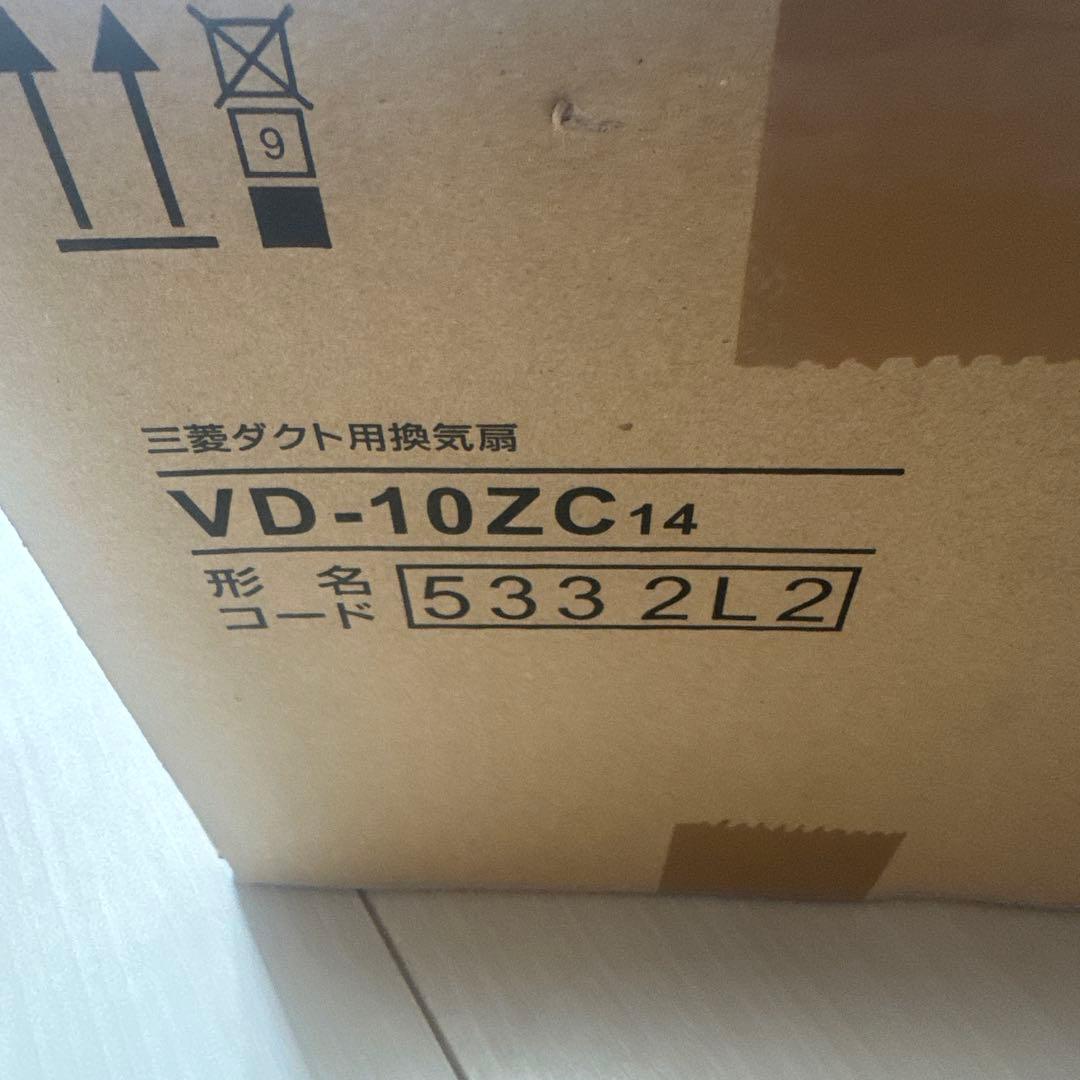 9
三菱ダクト用換気扇
VD-10ZC14
形名
コード
5332L2